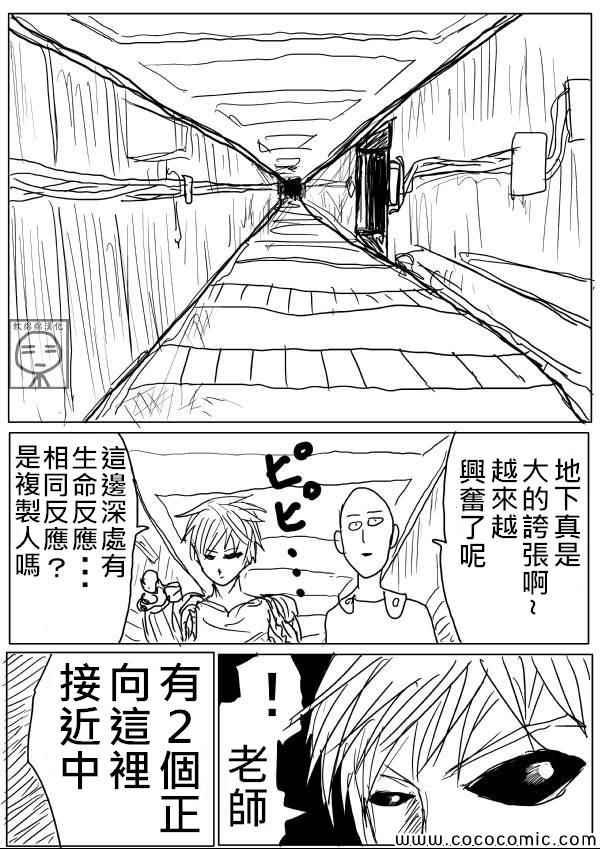 地下真是
大的誇張啊~
越來越
興奮了呢
ピピ...
這邊深處有
生命反應...
相同反應?
是複製人嗎
!老師
有2個正
向這裡
接近中
www.cococomic.com